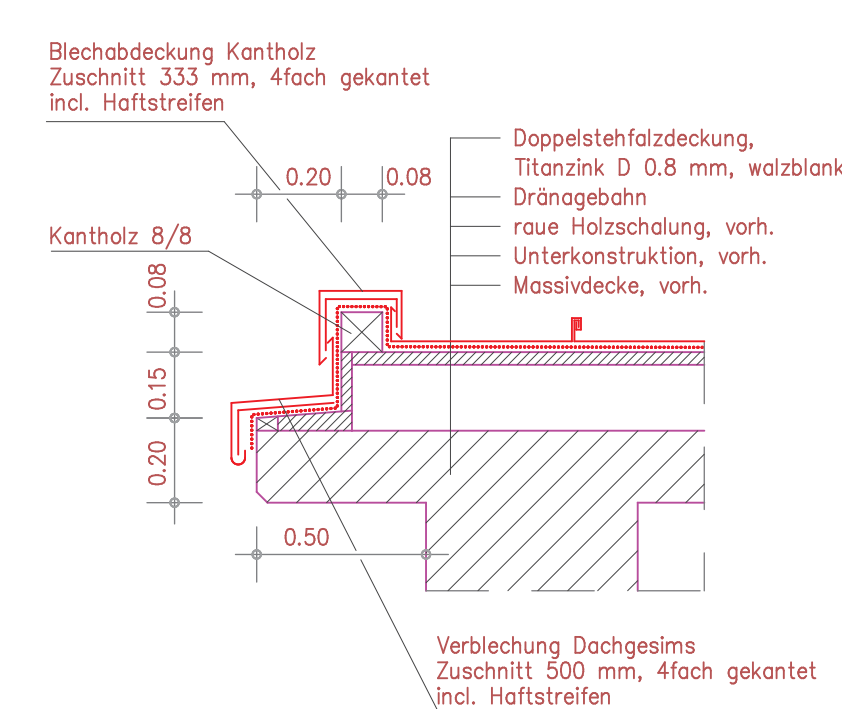 Blechabdeckung Kantholz
Zuschnitt 333 mm, 4fach gekantet
incl. Haftstreifen
Doppelstehfalzdeckung,
Titanzink D 0.8 mm, walzblank
Dränagebahn
raue Holzschalung, vorh.
Unterkonstruktion, vorh.
Massivdecke, vorh.
0.20
0.08
Kantholz 8/8
0.08
0.15
0.20
0.50
Verblechung Dachgesims
Zuschnitt 500 mm, 4fach gekantet
incl. Haftstreifen